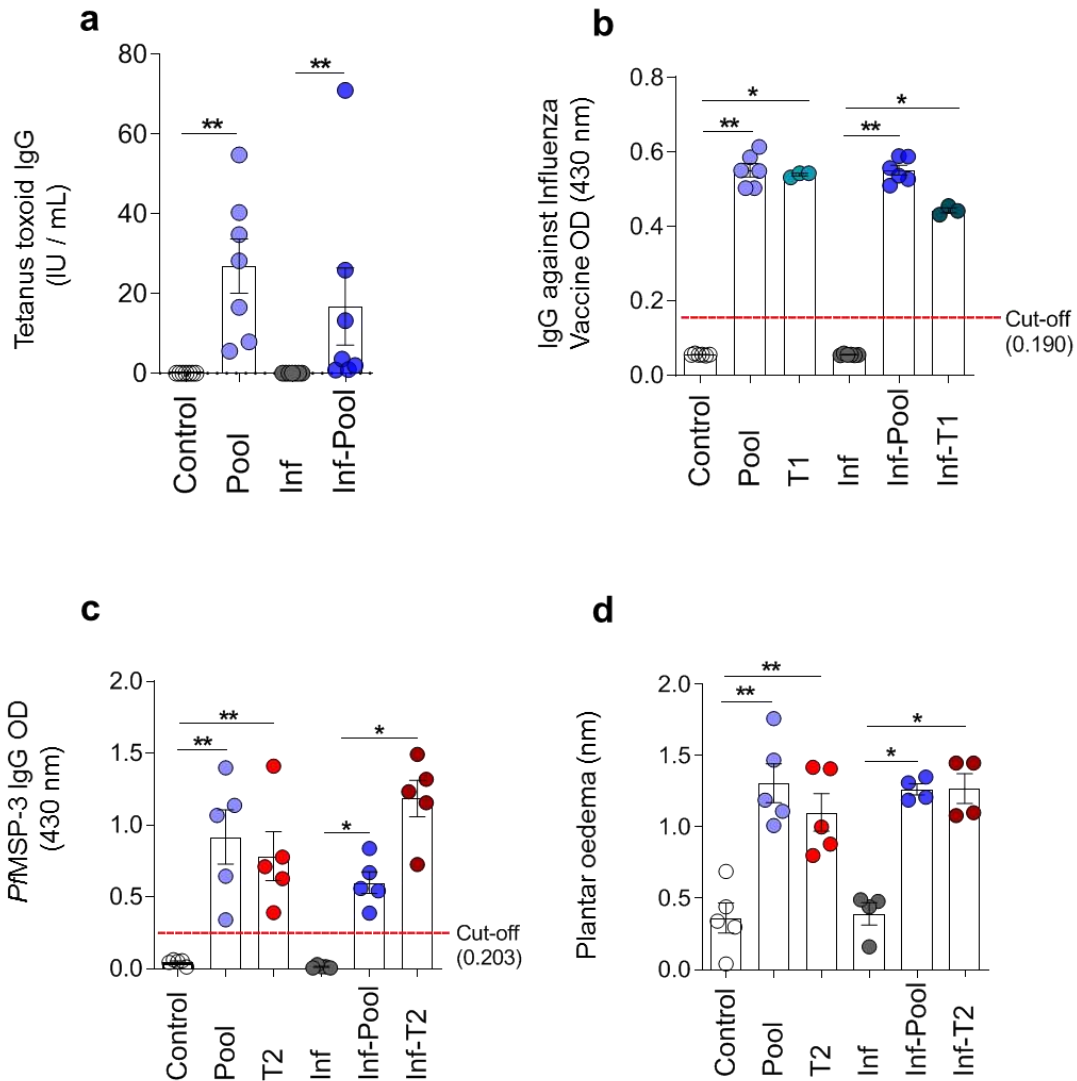 a
Tetanus toxoid IgG
(IU / mL)
80
60
40
20
0
**
**
Control
Pool
Inf
Inf-Pool
b
IgG against Influenza
Vaccine OD (430 nm)
0.8
0.6
0.4
0.2
0.0
*
**
*
**
Cut-off
(0.190)
Control
Pool
T1
Inf
Inf-Pool
Inf-T1
c
PfMSP-3 IgG OD
(430 nm)
2.0
1.5
1.0
0.5
0.0
**
**
*
*
Cut-off
(0.203)
Control
Pool
T2
Inf
Inf-Pool
Inf-T2
d
Plantar oedema (nm)
2.0
1.5
1.0
0.5
0.0
**
**
*
*
Control
Pool
T2
Inf
Inf-Pool
Inf-T2